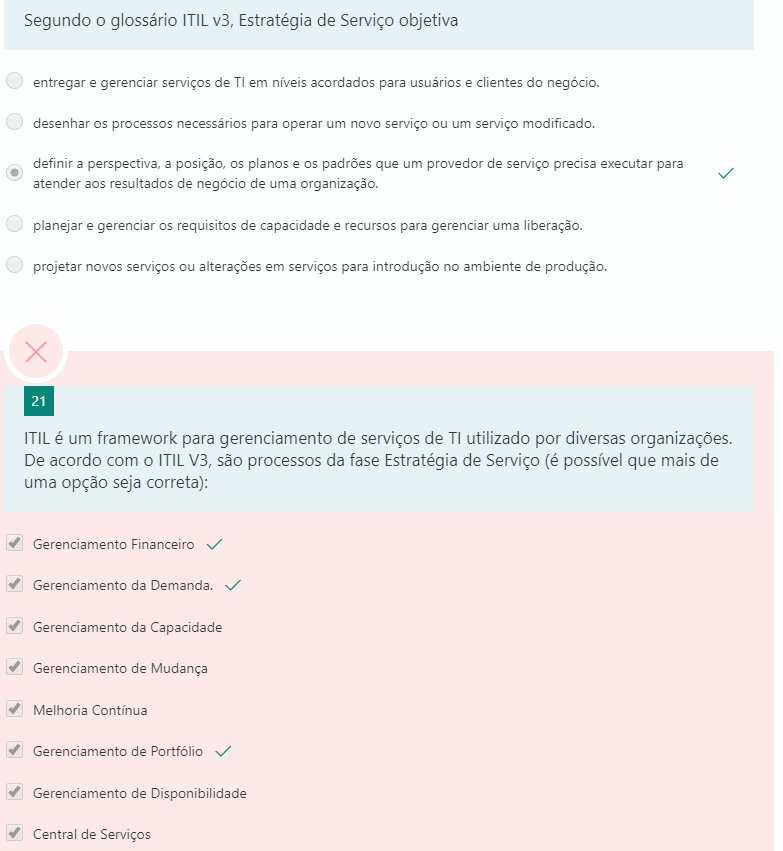 Segundo o glossário ITIL v3, Estratégia de Serviço objetiva
entregar e gerenciar serviços de TI em níveis acordados para usuários e clientes do negócio.
desenhar os processos necessários para operar um novo serviço ou um serviço modificado.
definir a perspectiva, a posição, os planos e os padrões que um provedor de serviço precisa executar para
atender aos resultados de negócio de uma organização.
planejar e gerenciar os requisitos de capacidade e recursos para gerenciar uma liberação.
projetar novos serviços ou alterações em serviços para introdução no ambiente de produção.
21
ITIL é um framework para gerenciamento de serviços de TI utilizado por diversas organizações.
De acordo com o ITIL V3, são processos da fase Estratégia de Serviço (é possível que mais de
uma opção seja correta):
Gerenciamento Financeiro
Gerenciamento da Demanda.
Gerenciamento da Capacidade
Gerenciamento de Mudança
Melhoria Contínua
Gerenciamento de Portfólio
Gerenciamento de Disponibilidade
Central de Serviços